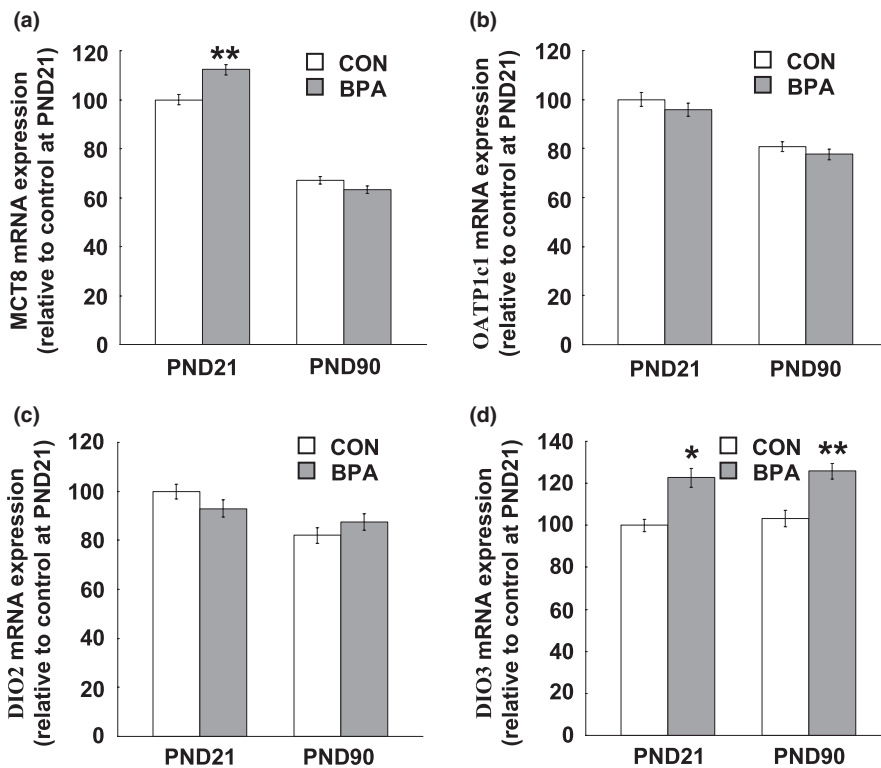 (a)
MCT8 mRNA expression
(relative to control at PND21)
120
100
80
60
40
20
0
**
CON
BPA
PND21
PND90
(b)
OATP1c1 mRNA expression
(relative to control at PND21)
120
100
80
60
40
20
0
CON
BPA
PND21
PND90
(c)
DIO2 mRNA expression
(relative to control at PND21)
120
100
80
60
40
20
0
CON
BPA
PND21
PND90
(d)
DIO3 mRNA expression
(relative to control at PND21)
140
120
100
80
60
40
20
0
*
**
CON
BPA
PND21
PND90